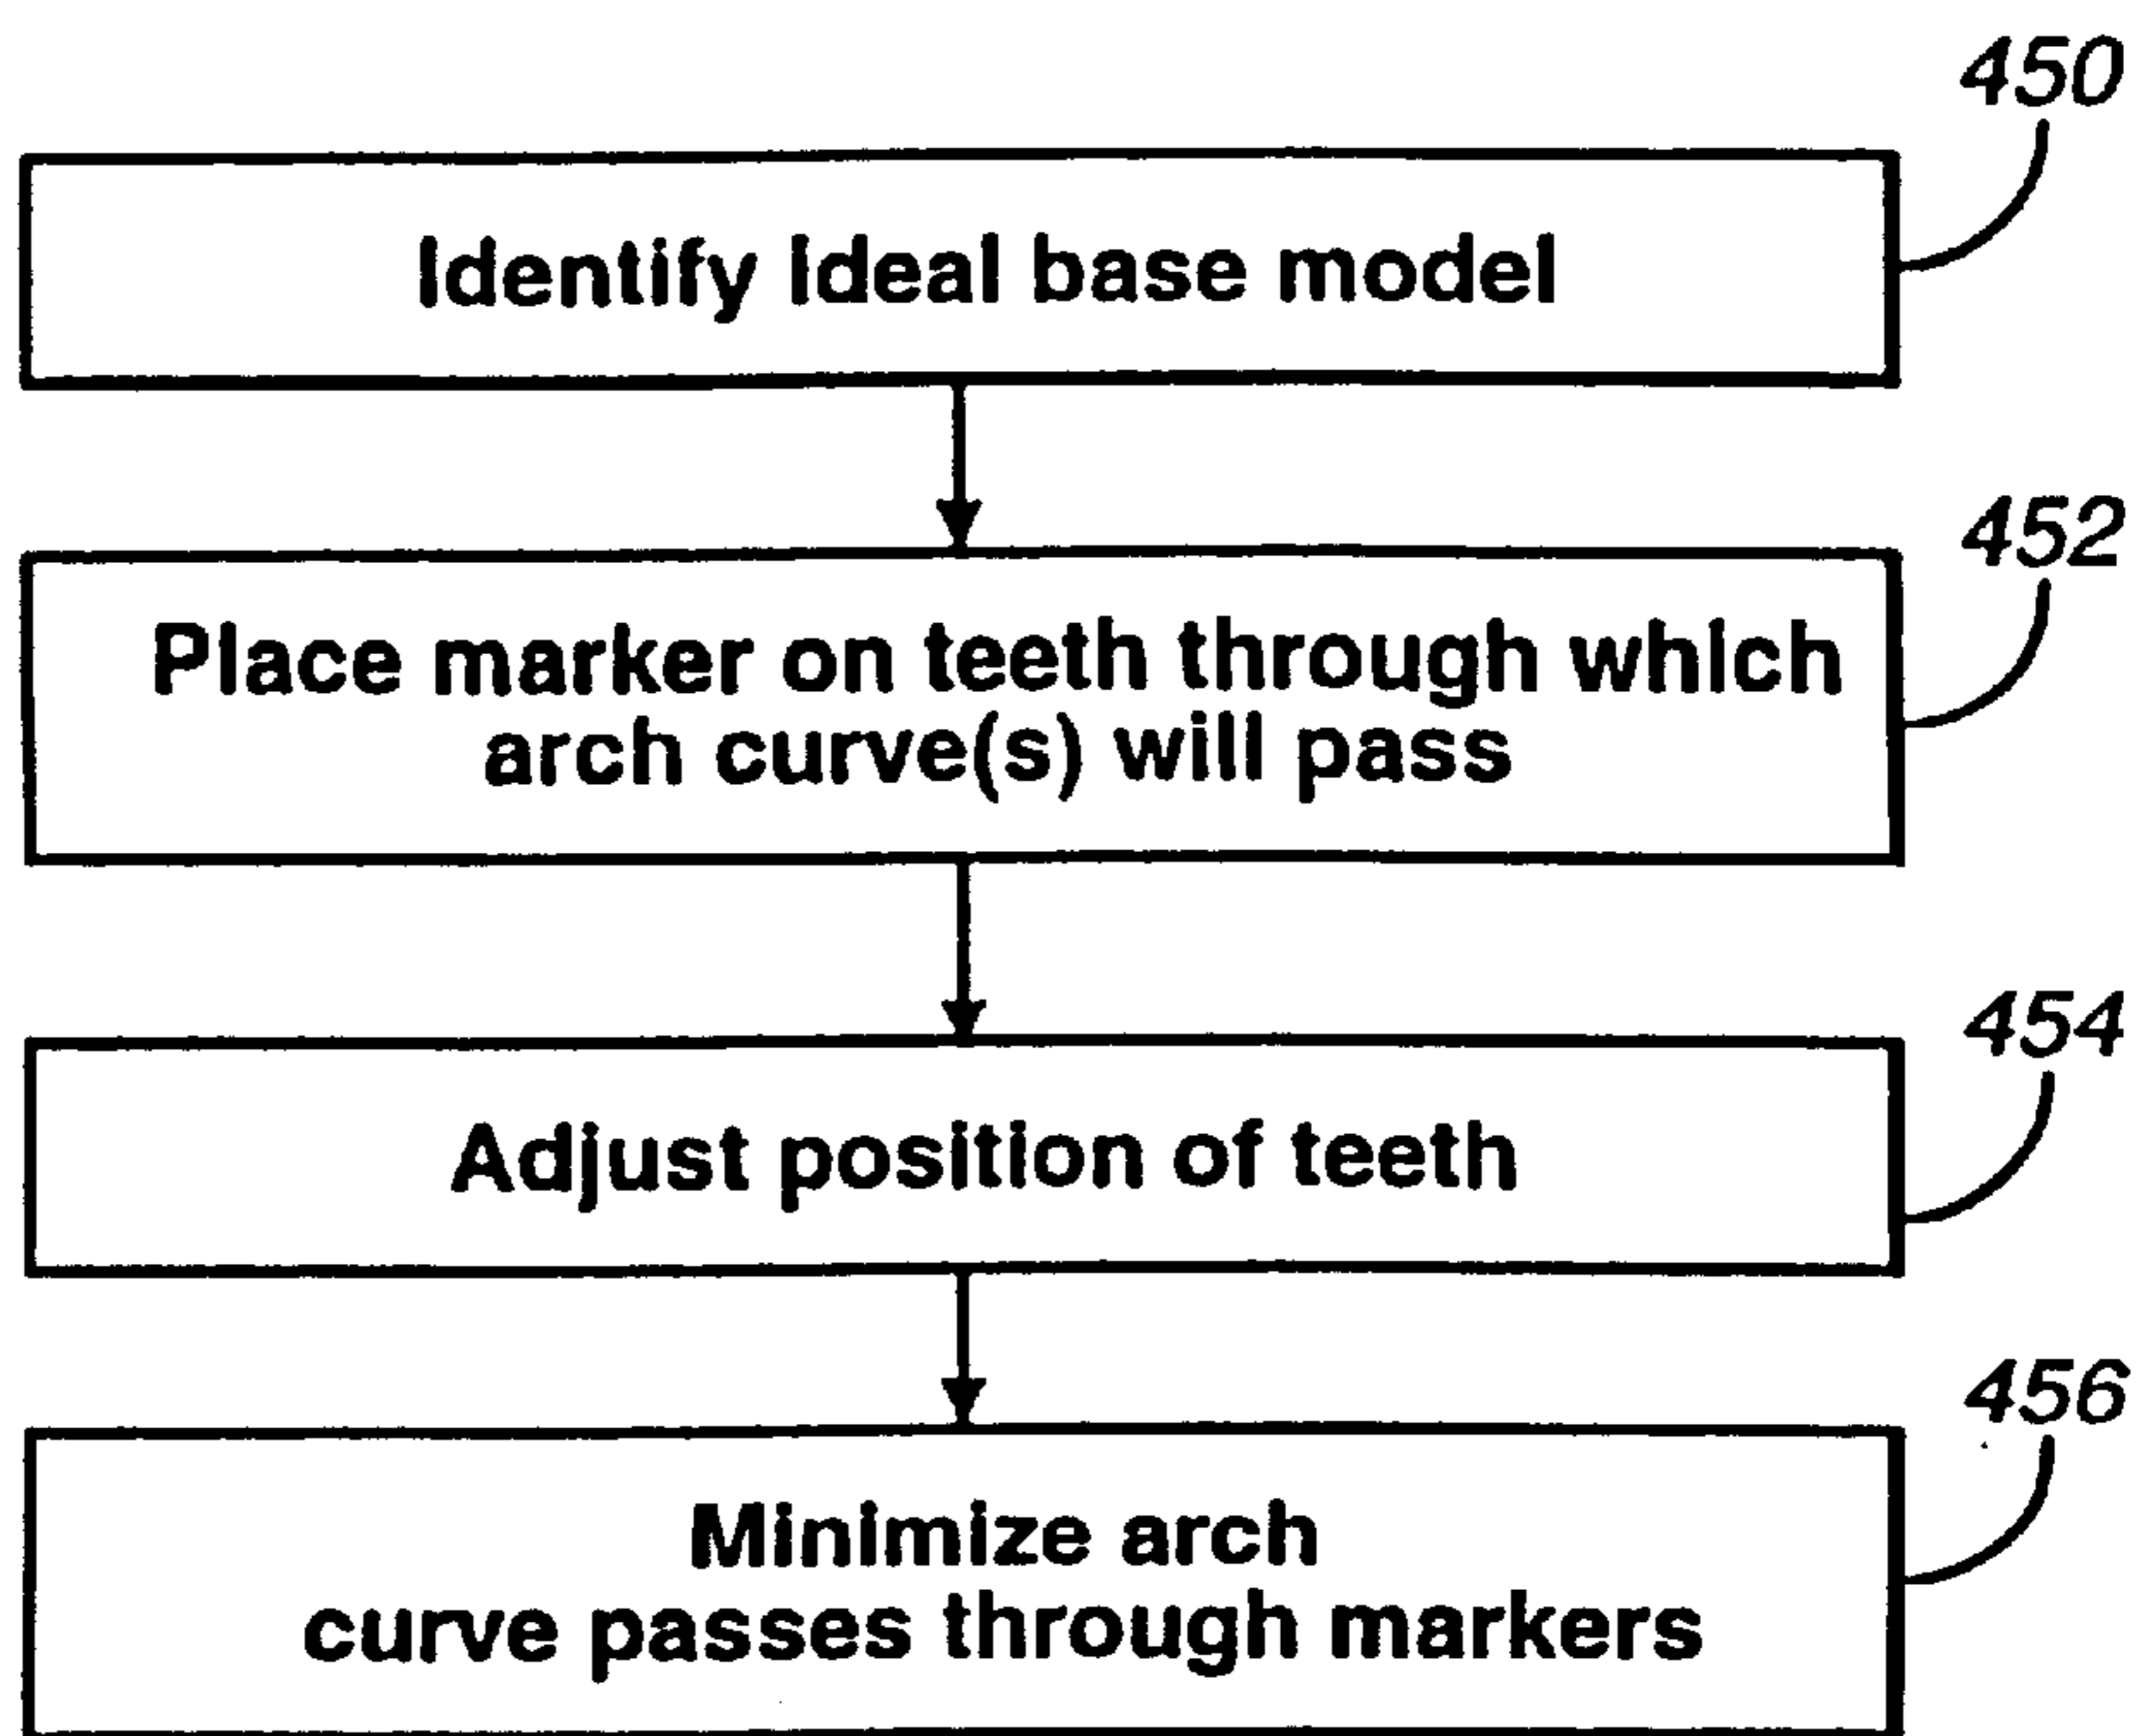 450
Identify ideal base model
452
Place marker on teeth through which
arch curve(s) will pass
454
Adjust position of teeth
456
Minimize arch
curve passes through markers